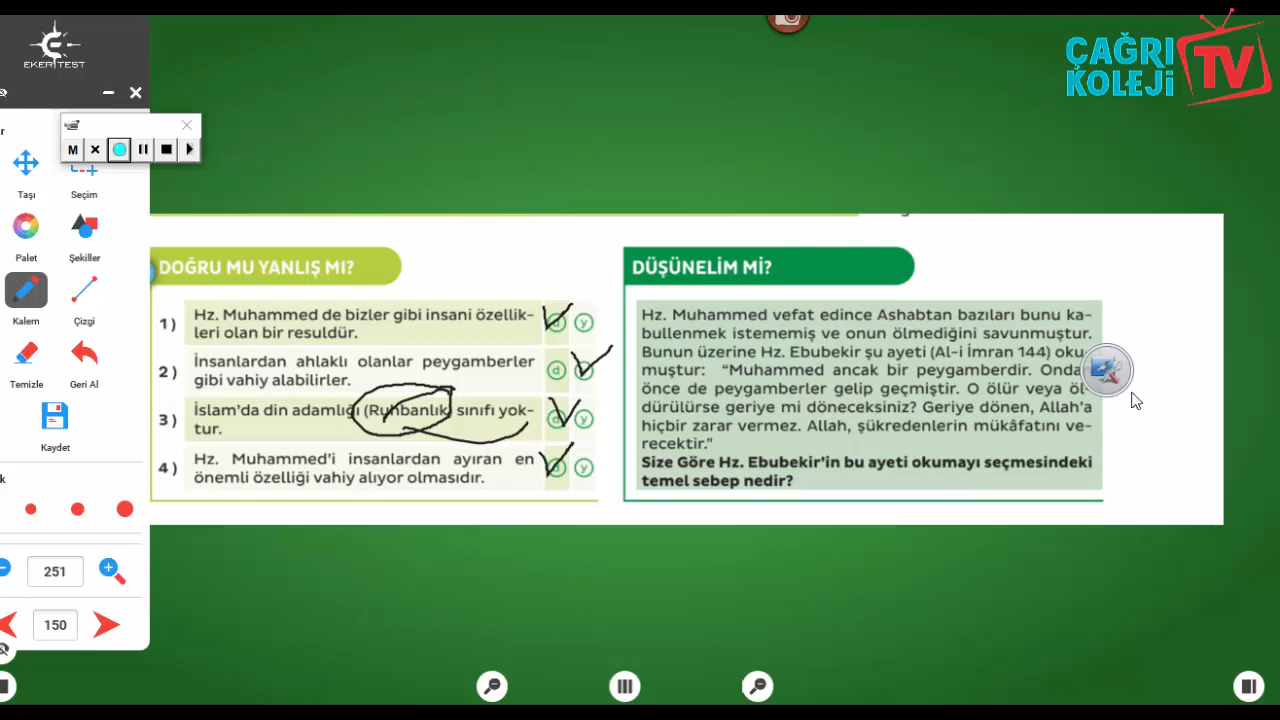 ÇAĞRI
KOLEJİ
TV
EKER TEST
M
Taşı
Seçim
Palet
Şekiller
Kalem
Çizgi
Temizle
Geri Al
Kaydet
251
150
DOĞRU MU YANLIŞ MI?
1) Hz. Muhammed de bizler gibi insani özellik-
leri olan bir resuldür. d y
2) İnsanlardan ahlaklı olanlar peygamberler
gibi vahiy alabilirler. d y
3) İslam’da din adamlığı (Ruhbanlık) sınıfı yok-
tur. d y
4) Hz. Muhammed’i insanlardan ayıran en
önemli özelliği vahiy alıyor olmasıdır. d y
DÜŞÜNELİM Mİ?
Hz. Muhammed vefat edince Ashabtan bazıları bunu ka-
bullenmek istememiş ve onun ölmediğini savunmuştur.
Bunun üzerine Hz. Ebubekir şu ayeti (Al-i İmran 144) oku
muştur: “Muhammed ancak bir peygamberdir. Onda
önce de peygamberler gelip geçmiştir. O ölür veya öl
dürülürse geriye mi döneceksiniz? Geriye dönen, Allah’a
hiçbir zarar vermez. Allah, şükredenlerin mükâfatını ve-
recektir.”
Size Göre Hz. Ebubekir’in bu ayeti okumayı seçmesindeki
temel sebep nedir?